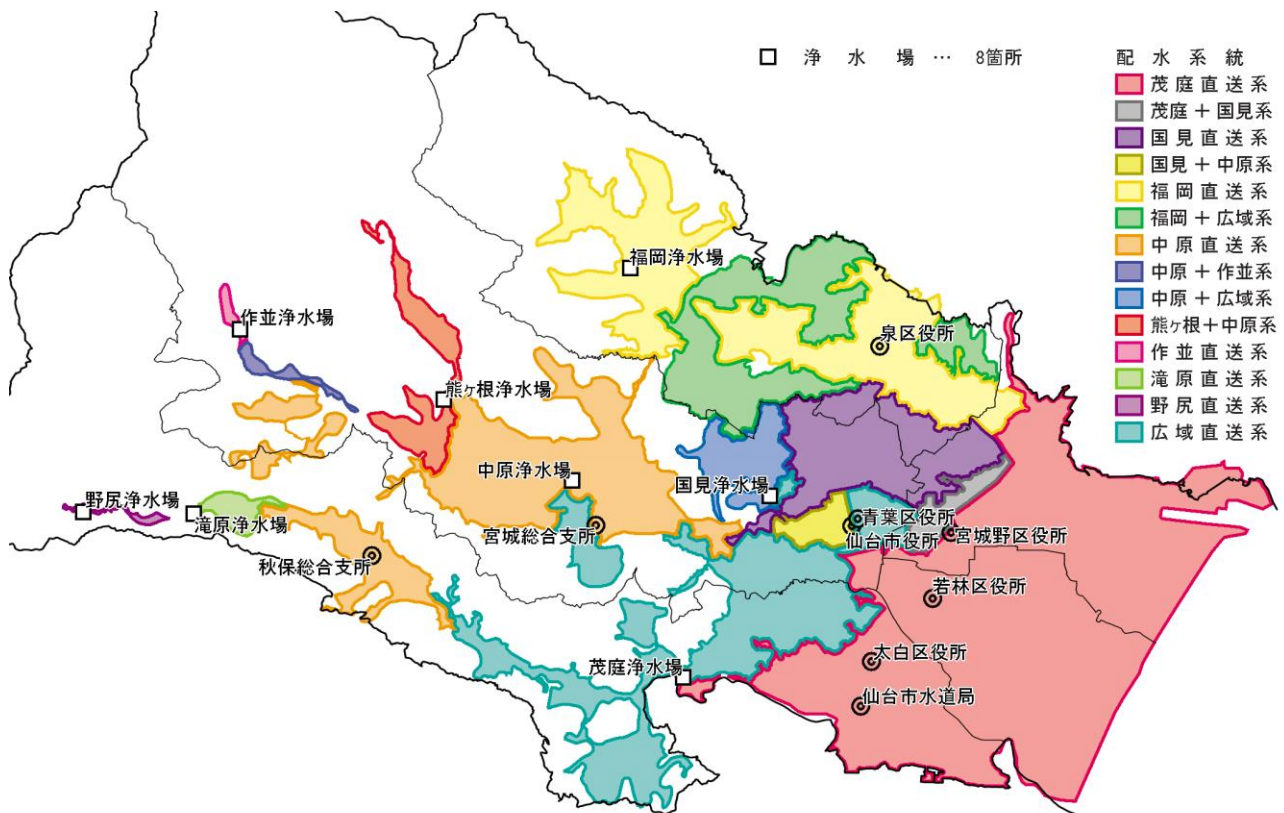 浄水場…8箇所
配水系統
茂庭直送系
茂庭＋国見系
国見直送系
国見＋中原系
福岡直送系
福岡＋広域系
中原直送系
中原＋作並系
中原＋広域系
熊ヶ根＋中原系
作並直送系
滝原直送系
野尻直送系
広域直送系
福岡浄水場
作並浄水場
泉区役所
熊ヶ根浄水場
中原浄水場
国見浄水場
野尻浄水場
滝原浄水場
宮城総合支所
青葉区役所
仙台市役所
宮城野区役所
秋保総合支所
若林区役所
茂庭浄水場
太白区役所
仙台市水道局